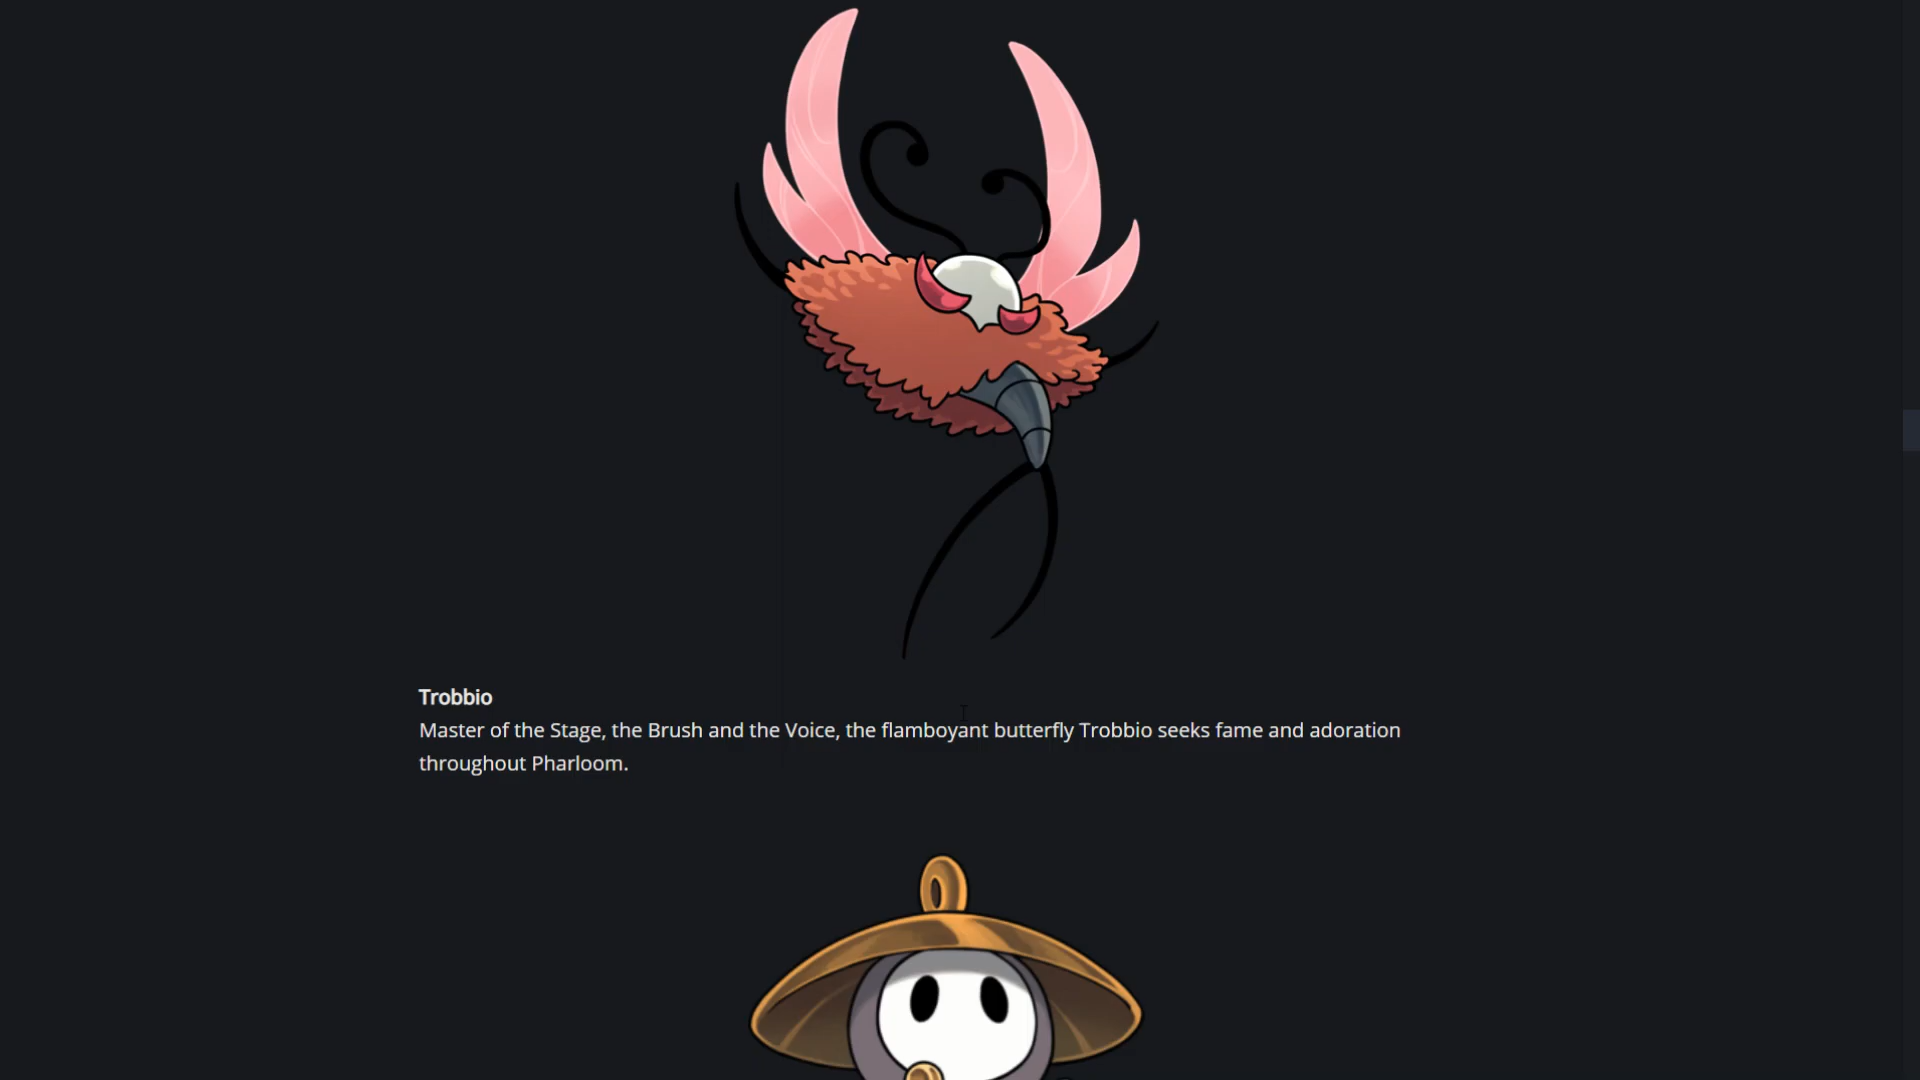 Trobbio
Master of the Stage, the Brush and the Voice, the flamboyant butterfly Trobbio seeks fame and adoration
throughout Pharloom.